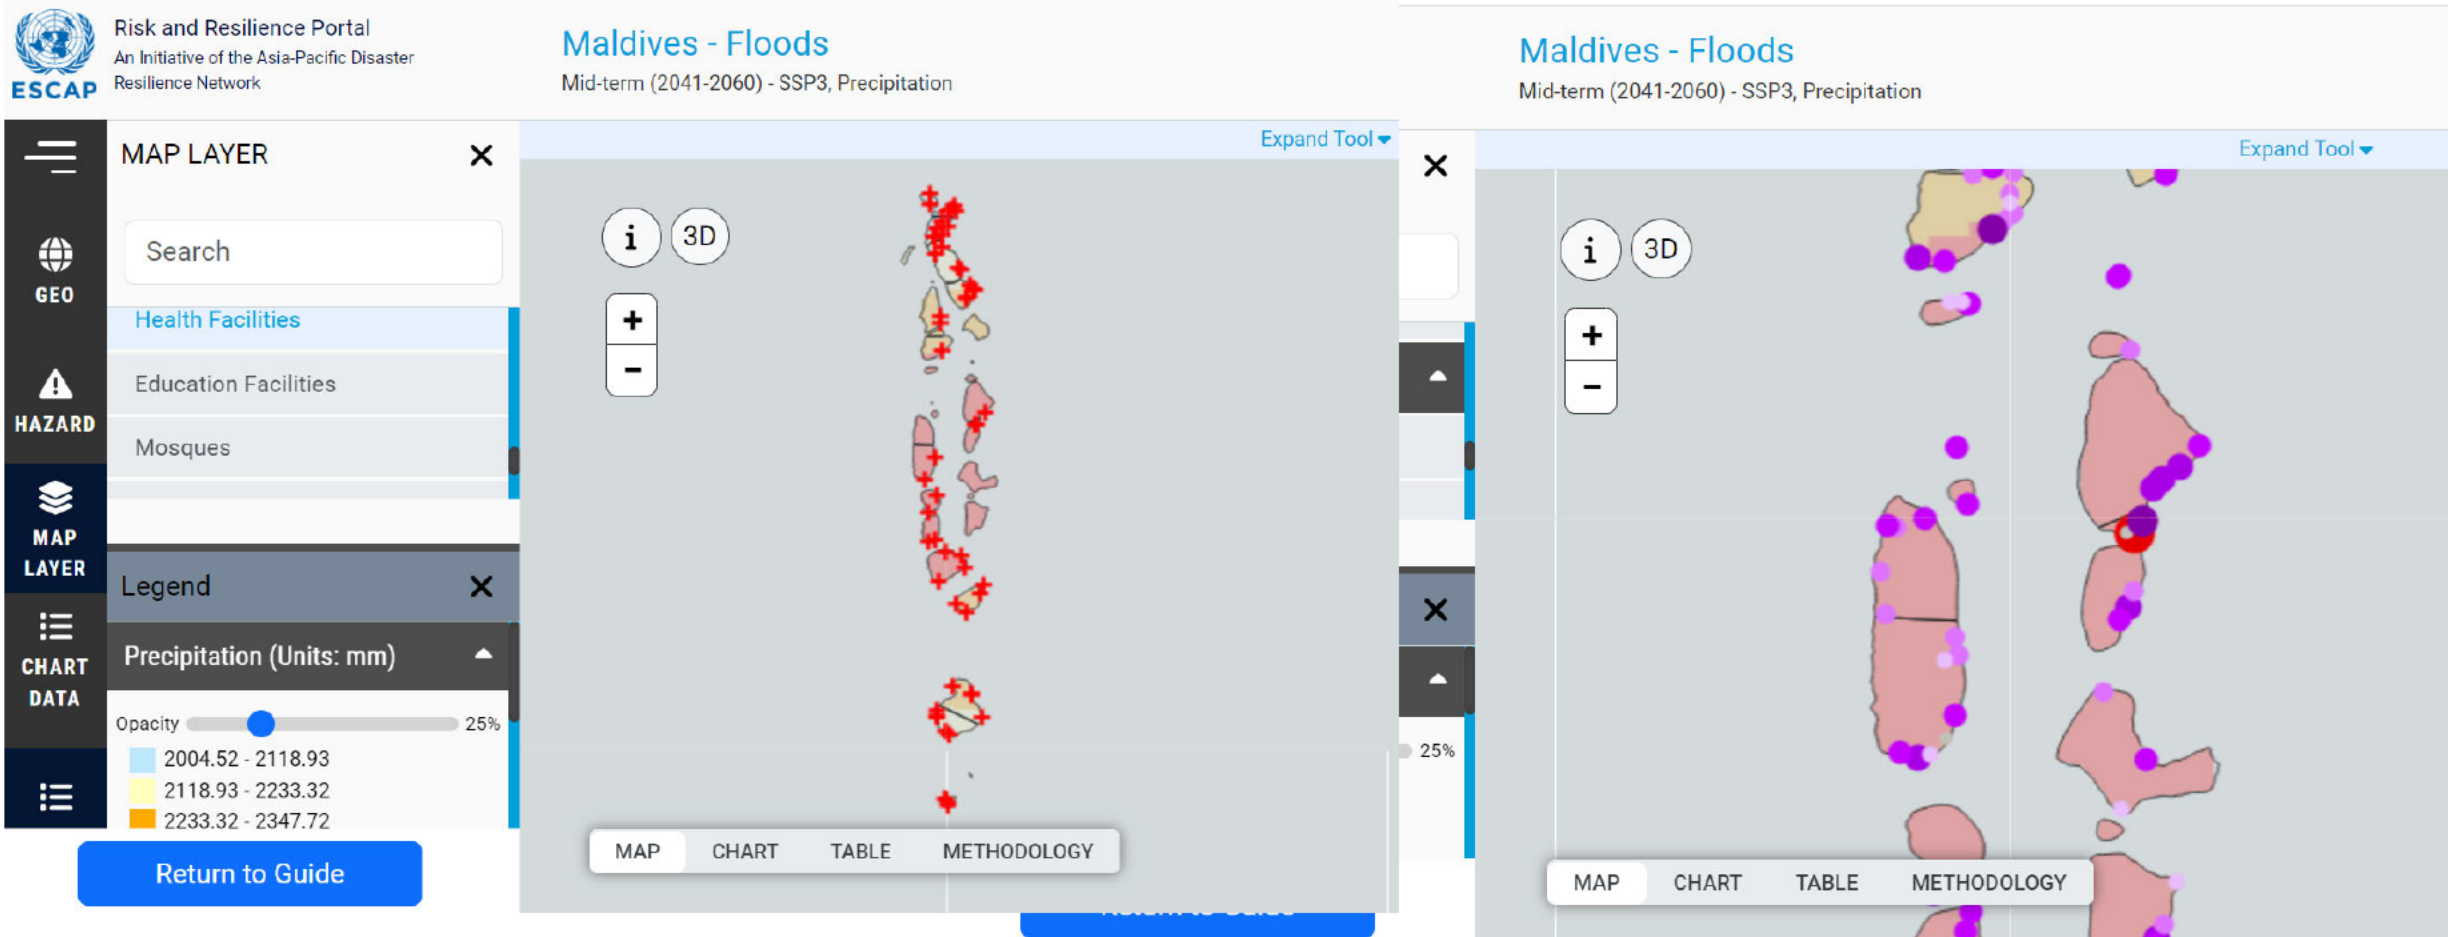 Risk and Resilience Portal
An Initiative of the Asia-Pacific Disaster
Resilience Network
ESCAP
Maldives - Floods
Mid-term (2041-2060) - SSP3, Precipitation
Expand Tool
MAP LAYER
Search
Health Facilities
Education Facilities
Mosques
GEO
HAZARD
MAP
LAYER
CHART
DATA
Legend
Precipitation (Units: mm)
Opacity 25%
2004.52 - 2118.93
2118.93 - 2233.32
2233.32 - 2347.72
Return to Guide
i 3D
+
−
MAP CHART TABLE METHODOLOGY
Maldives - Floods
Mid-term (2041-2060) - SSP3, Precipitation
Expand Tool
i 3D
+
−
25%
MAP CHART TABLE METHODOLOGY